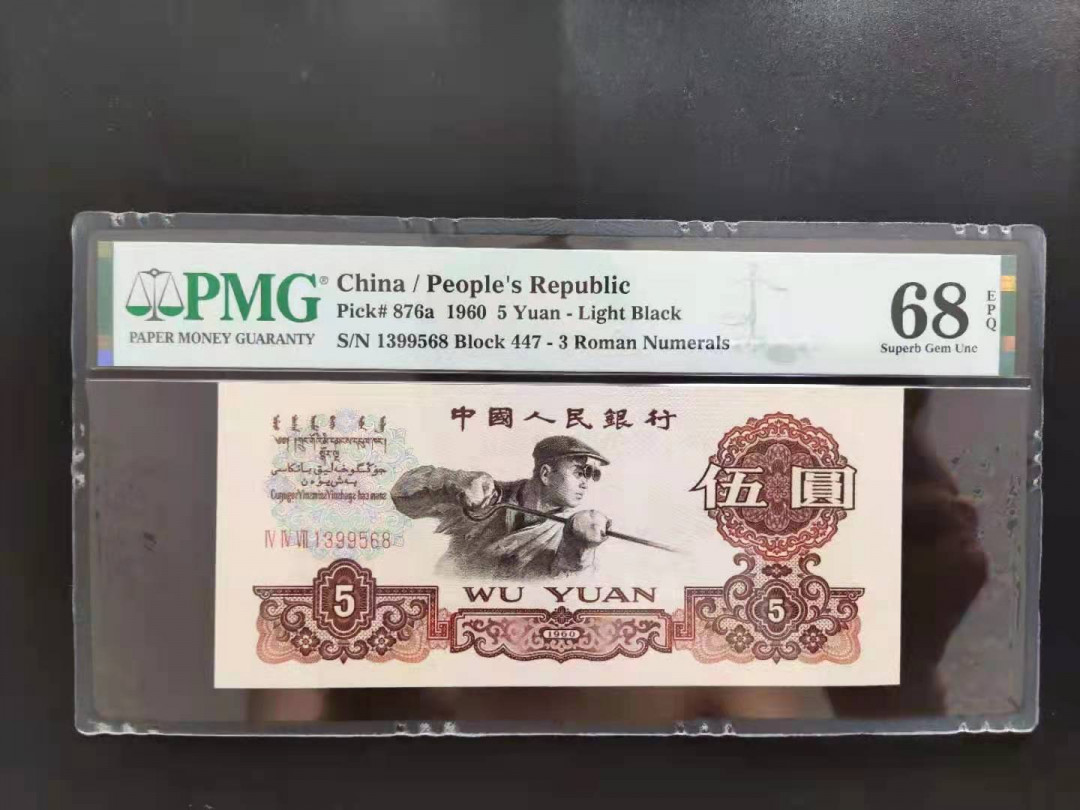 PMG®
PAPER MONEY GUARANTY
China / People's Republic
Pick# 876a 1960 5 Yuan - Light Black
S/N 1399568 Block 447 - 3 Roman Numerals
68
EPQ
Superb Gem Unc
中國人民銀行
伍圓
IV IV VII 1399568
5
WU YUAN
1960
5